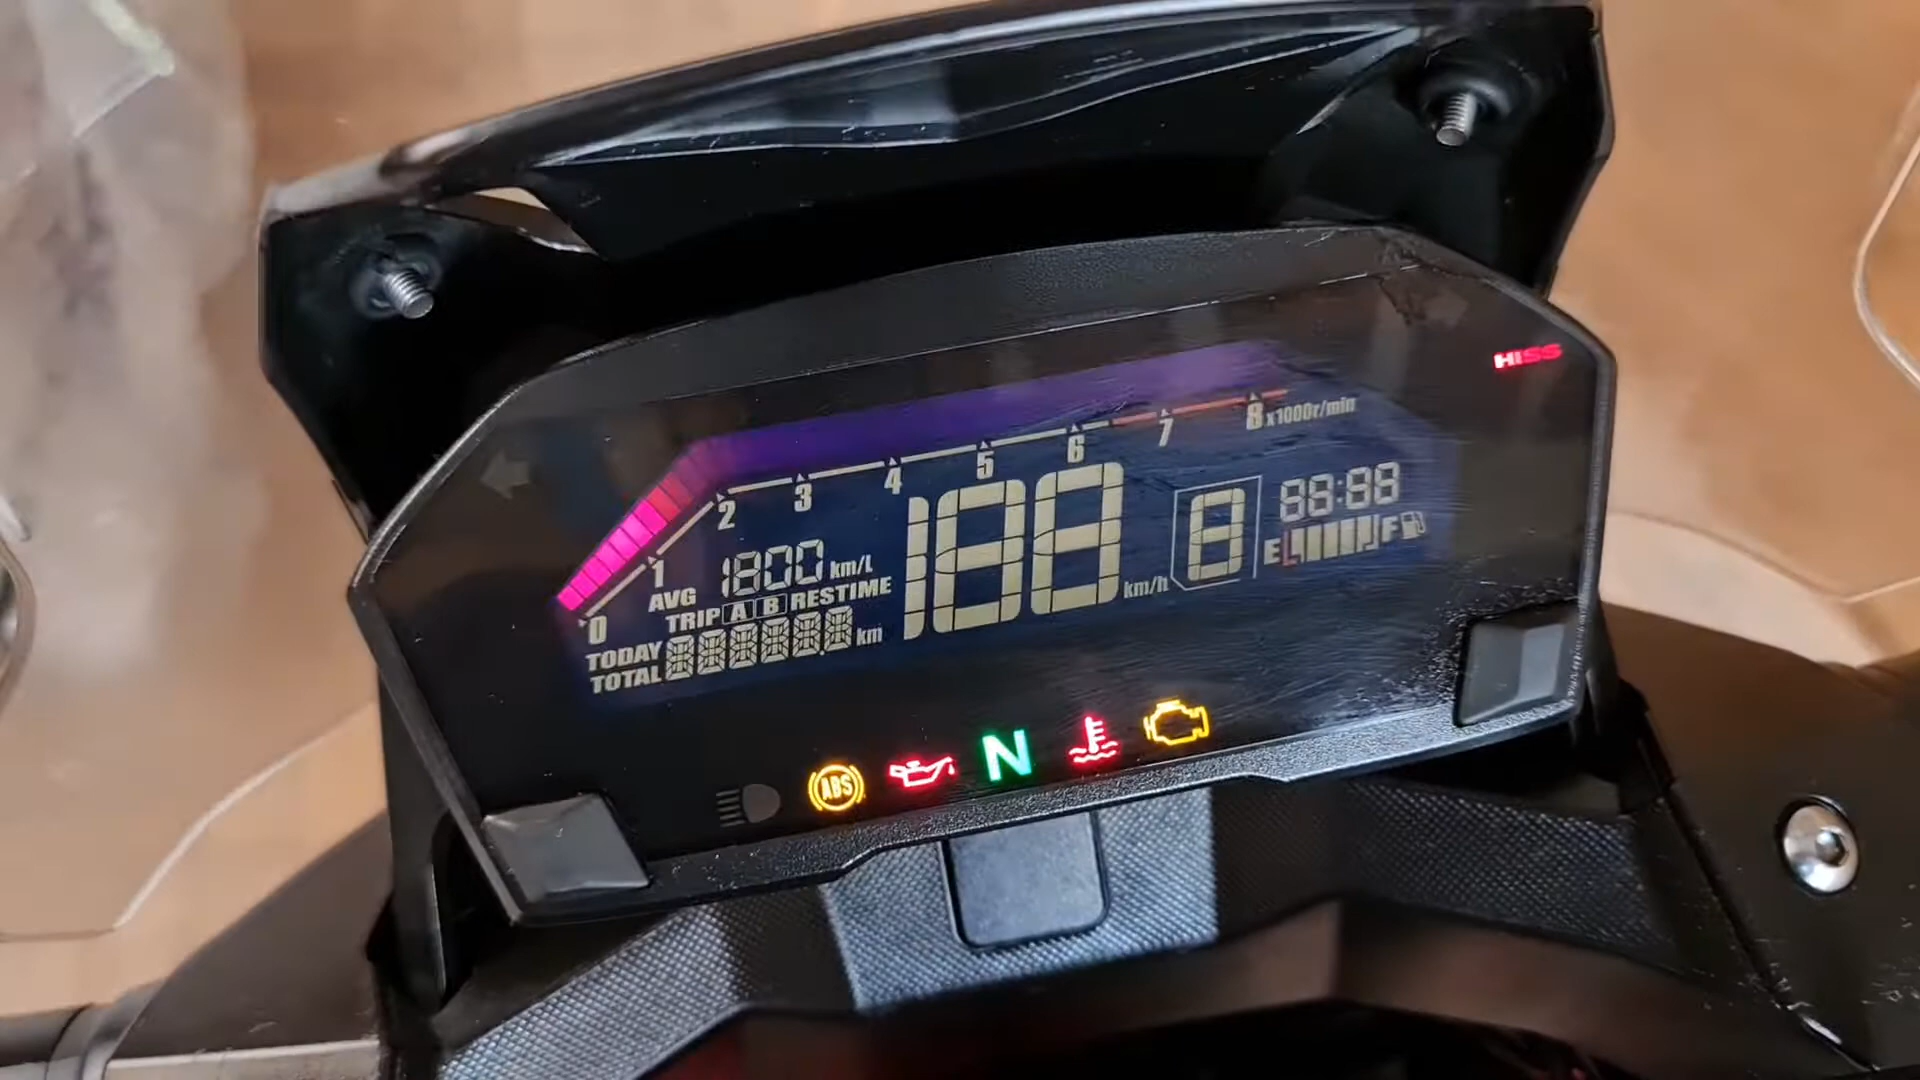 HISS
0 1 2 3 4 5 6 7 8 x1000r/min
AVG 1800 km/L
TRIP A B RESTIME
TODAY
TOTAL 888888.8 km
188 km/h
8
88:88
E F
ABS
N